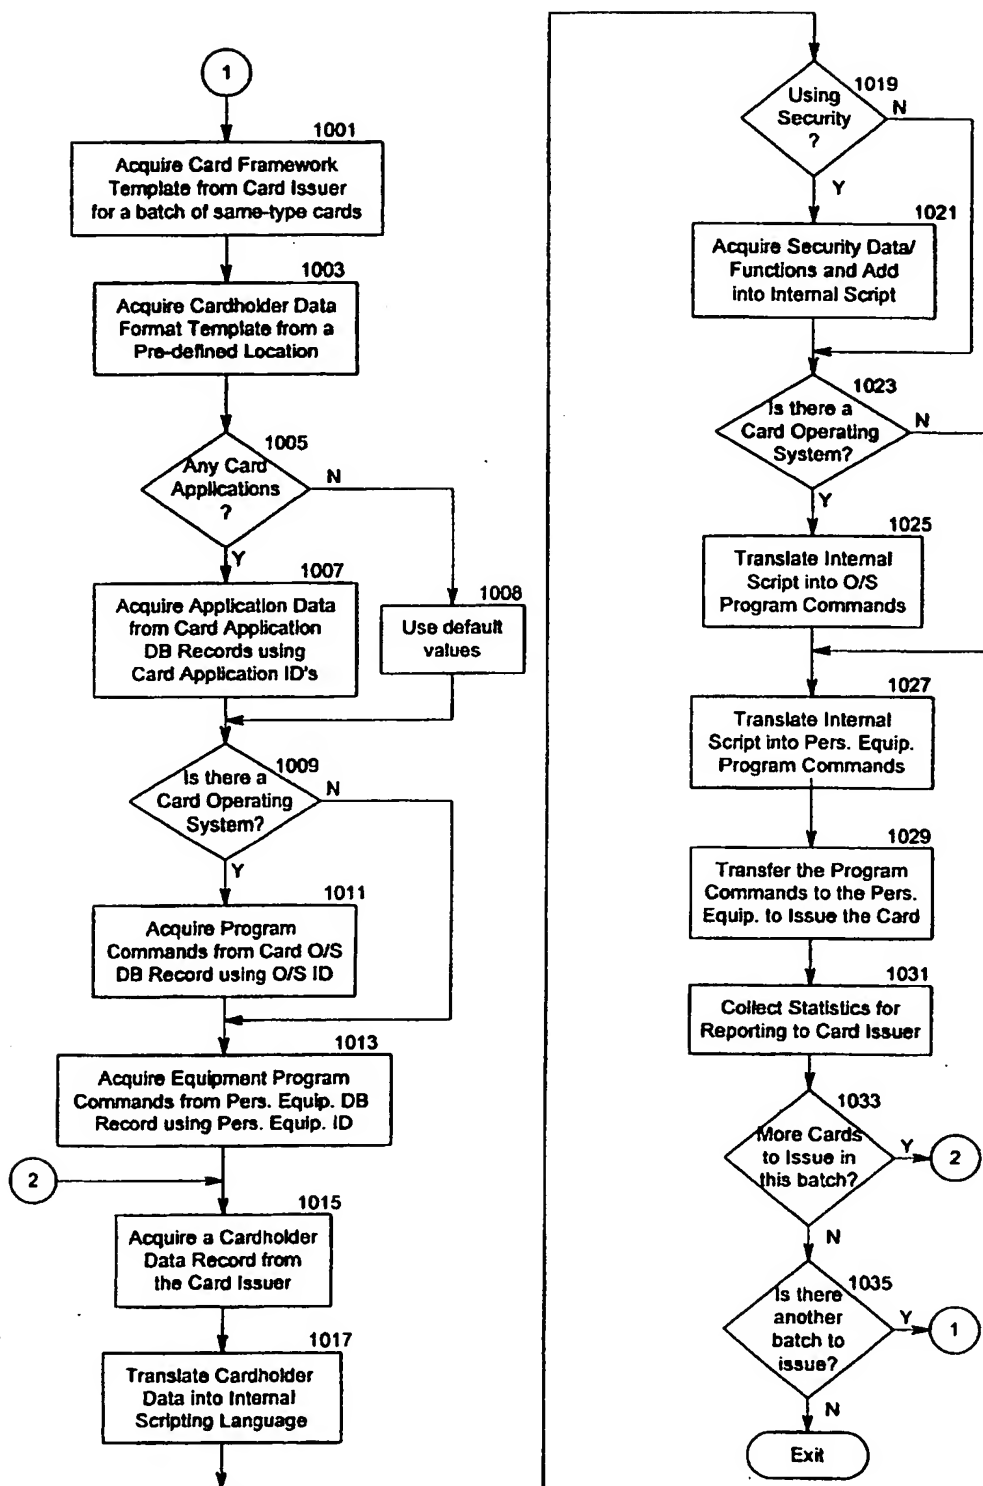 1
1001
Acquire Card Framework
Template from Card Issuer
for a batch of same-type cards
1003
Acquire Cardholder Data
Format Template from a
Pre-defined Location
1005
Any Card
Applications
?
N
Y
1007
Acquire Application Data
from Card Application
DB Records using
Card Application ID's
1008
Use default
values
1009
Is there a
Card Operating
System?
N
Y
1011
Acquire Program
Commands from Card O/S
DB Record using O/S ID
1013
Acquire Equipment Program
Commands from Pers. Equip. DB
Record using Pers. Equip. ID
2
1015
Acquire a Cardholder
Data Record from
the Card Issuer
1017
Translate Cardholder
Data into Internal
Scripting Language
1019
Using
Security
?
N
Y
1021
Acquire Security Data/
Functions and Add
into Internal Script
1023
Is there a
Card Operating
System?
N
Y
1025
Translate Internal
Script into O/S
Program Commands
1027
Translate Internal
Script into Pers. Equip.
Program Commands
1029
Transfer the Program
Commands to the Pers.
Equip. to Issue the Card
1031
Collect Statistics for
Reporting to Card Issuer
1033
More Cards
to Issue in
this batch?
Y
2
N
1035
Is there
another
batch to
issue?
Y
1
N
Exit